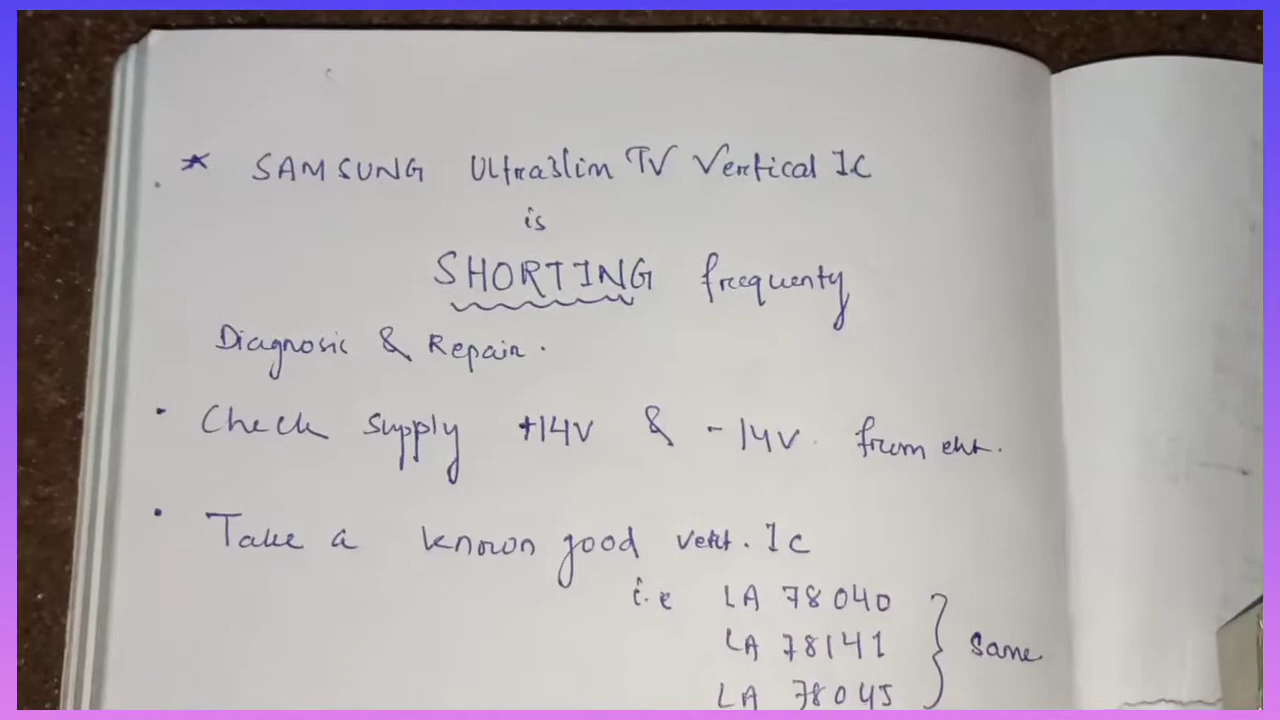 * SAMSUNG Ultraslim TV Vertical IC
is
SHORTING frequenty
Diagnosic & Repair.
• Check supply +14V & -14V. from eht.
• Take a known good vert. Ic
i.e LA 78040
LA 78141
LA 78045
} Same